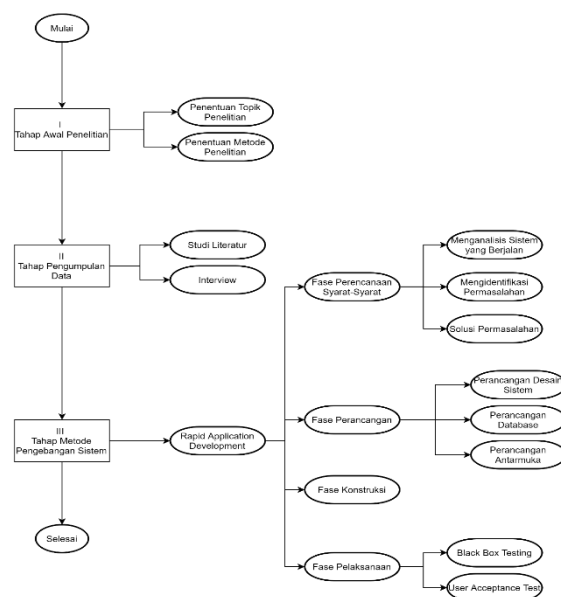 Mulai
I
Tahap Awal Penelitian
Penentuan Topik
Penelitian
Penentuan Metode
Penelitian
II
Tahap Pengumpulan
Data
Studi Literatur
Interview
Fase Perencanaan
Syarat-Syarat
Menganalisis Sistem
yang Berjalan
Mengidentifikasi
Permasalahan
Solusi Permasalahan
III
Tahap Metode
Pengebangan Sistem
Rapid Application
Development
Fase Perancangan
Perancangan Desain
Sistem
Perancangan
Database
Perancangan
Antarmuka
Fase Konstruksi
Selesai
Fase Pelaksanaan
Black Box Testing
User Acceptance Test